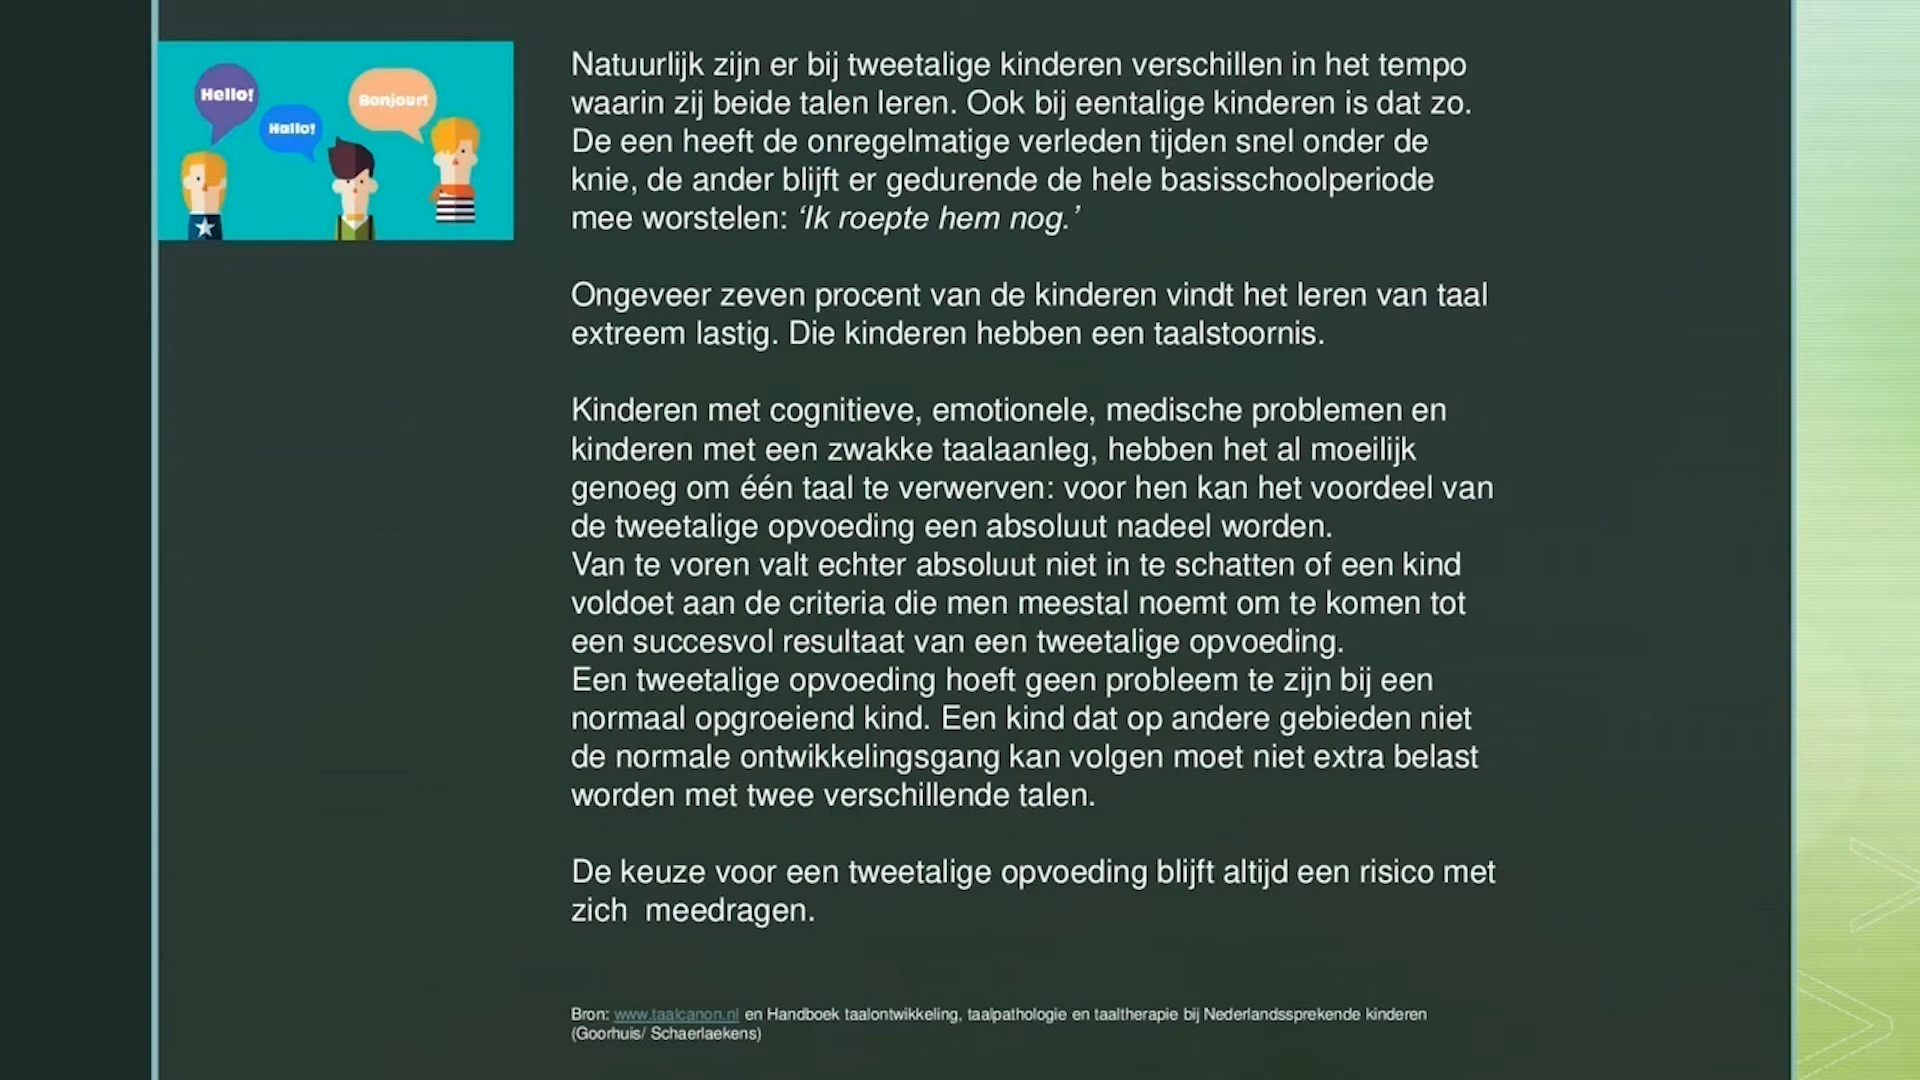 Hello!
Hallo!
Bonjour!
Natuurlijk zijn er bij tweetalige kinderen verschillen in het tempo
waarin zij beide talen leren. Ook bij eentalige kinderen is dat zo.
De een heeft de onregelmatige verleden tijden snel onder de
knie, de ander blijft er gedurende de hele basisschoolperiode
mee worstelen: ‘Ik roepte hem nog.’
Ongeveer zeven procent van de kinderen vindt het leren van taal
extreem lastig. Die kinderen hebben een taalstoornis.
Kinderen met cognitieve, emotionele, medische problemen en
kinderen met een zwakke taalaanleg, hebben het al moeilijk
genoeg om één taal te verwerven: voor hen kan het voordeel van
de tweetalige opvoeding een absoluut nadeel worden.
Van te voren valt echter absoluut niet in te schatten of een kind
voldoet aan de criteria die men meestal noemt om te komen tot
een succesvol resultaat van een tweetalige opvoeding.
Een tweetalige opvoeding hoeft geen probleem te zijn bij een
normaal opgroeiend kind. Een kind dat op andere gebieden niet
de normale ontwikkelingsgang kan volgen moet niet extra belast
worden met twee verschillende talen.
De keuze voor een tweetalige opvoeding blijft altijd een risico met
zich meedragen.
Bron: www.taalcanon.nl en Handboek taalontwikkeling, taalpathologie en taaltherapie bij Nederlandssprekende kinderen
(Goorhuis/ Schaerlaekens)